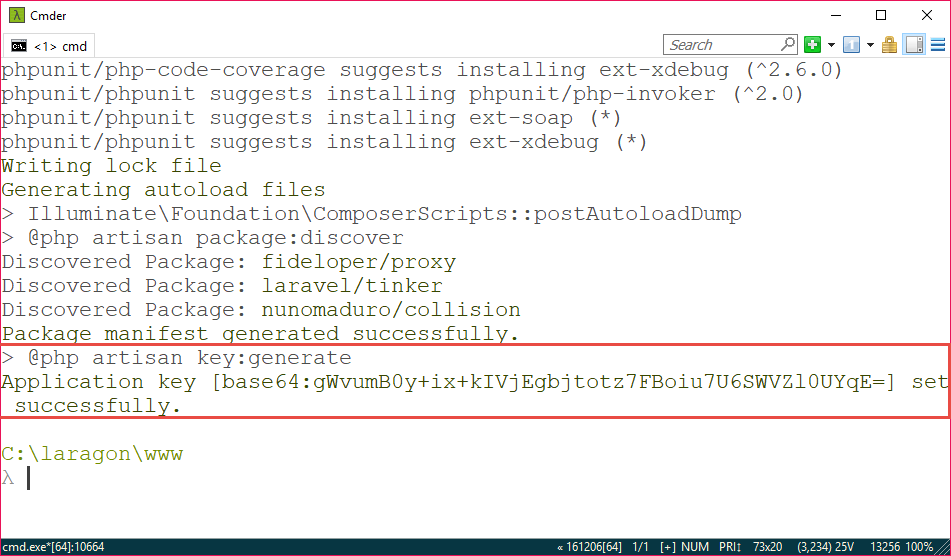 Cmder
<1> cmd
Search
phpunit/php-code-coverage suggests installing ext-xdebug (^2.6.0)
phpunit/phpunit suggests installing phpunit/php-invoker (^2.0)
phpunit/phpunit suggests installing ext-soap (*)
phpunit/phpunit suggests installing ext-xdebug (*)
Writing lock file
Generating autoload files
> Illuminate\Foundation\ComposerScripts::postAutoloadDump
> @php artisan package:discover
Discovered Package: fideloper/proxy
Discovered Package: laravel/tinker
Discovered Package: nunomaduro/collision
Package manifest generated successfully.
> @php artisan key:generate
Application key [base64:gWvumB0y+ix+kIVjEgbjtotz7FBoiu7U6SWVZl0UYqE=] set
successfully.
C:\laragon\www
λ
cmd.exe*[64]:10664 « 161206[64] 1/1 [+] NUM PRI↕ 73x20 (3,234) 25V 13256 100%